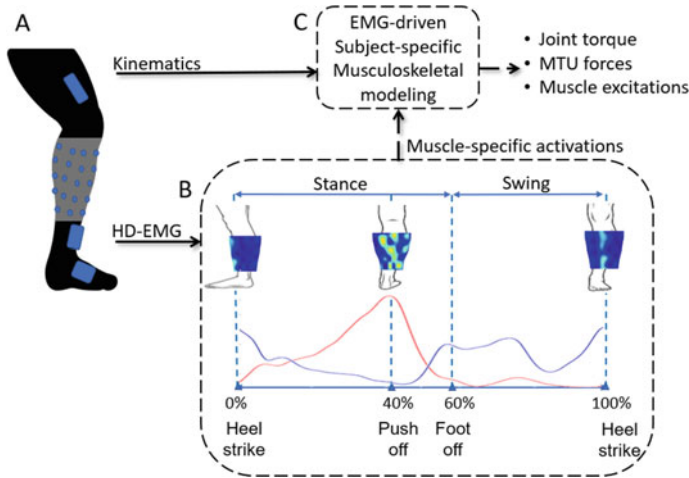 A
Kinematics
C
EMG-driven
Subject-specific
Musculoskeletal
modeling
• Joint torque
• MTU forces
• Muscle excitations
Muscle-specific activations
HD-EMG
B
Stance
Swing
0%
40%
60%
100%
Heel
strike
Push
off
Foot
off
Heel
strike